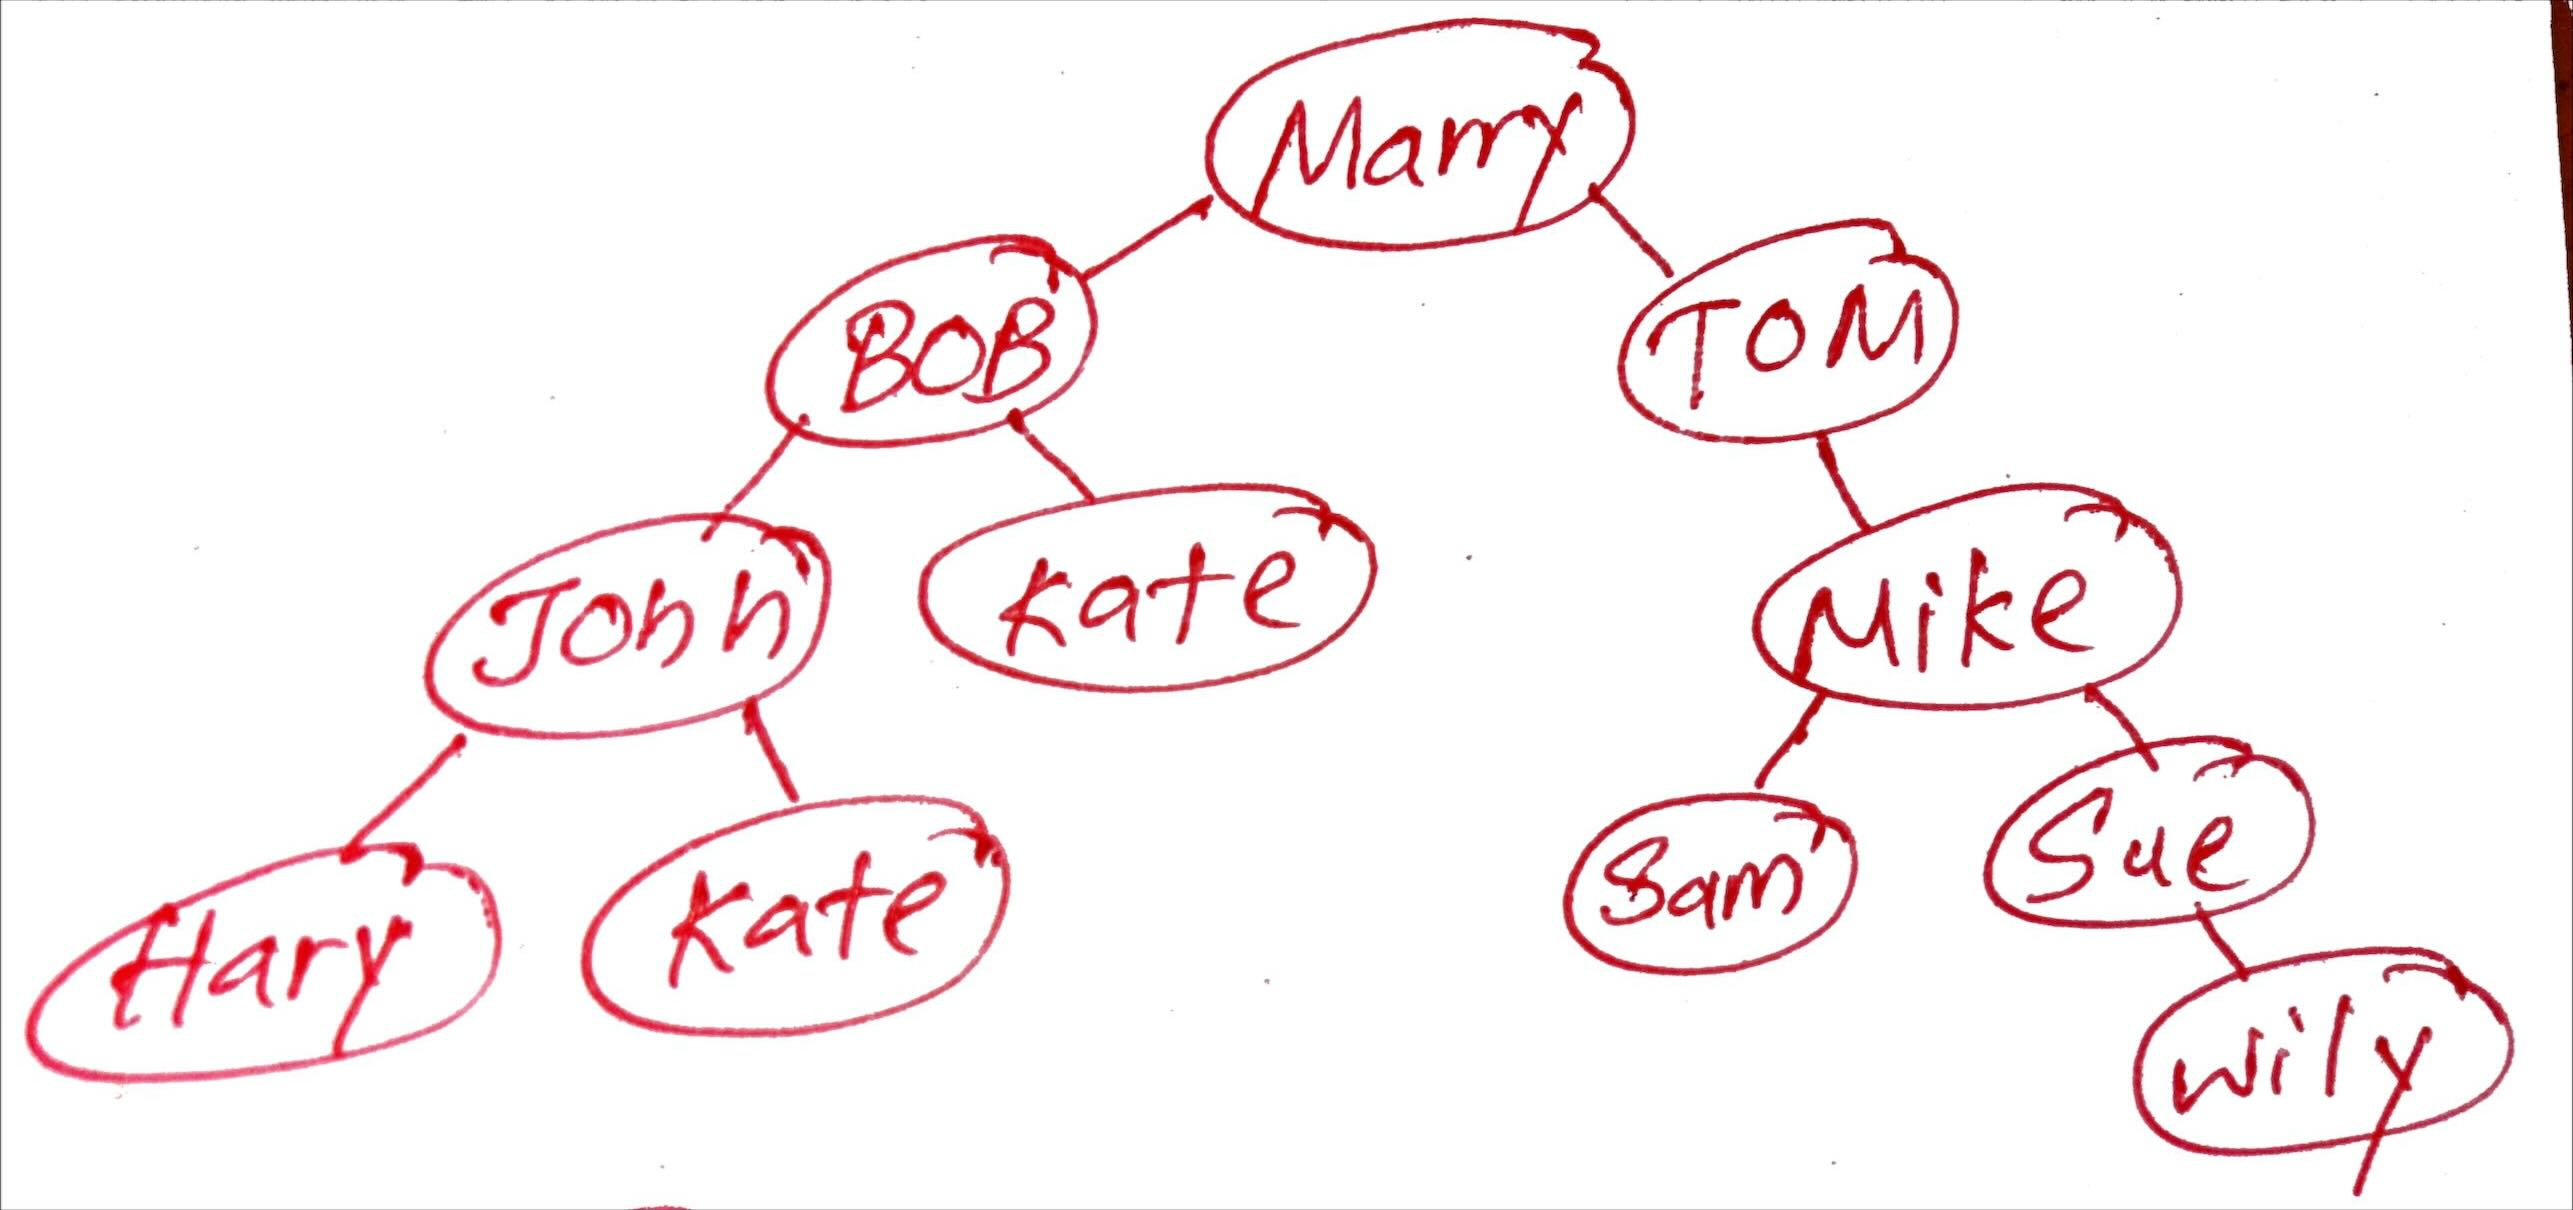 Marry
BOB
TOM
John
Kate
Mike
Hary
Kate
Sam
Sue
Wily